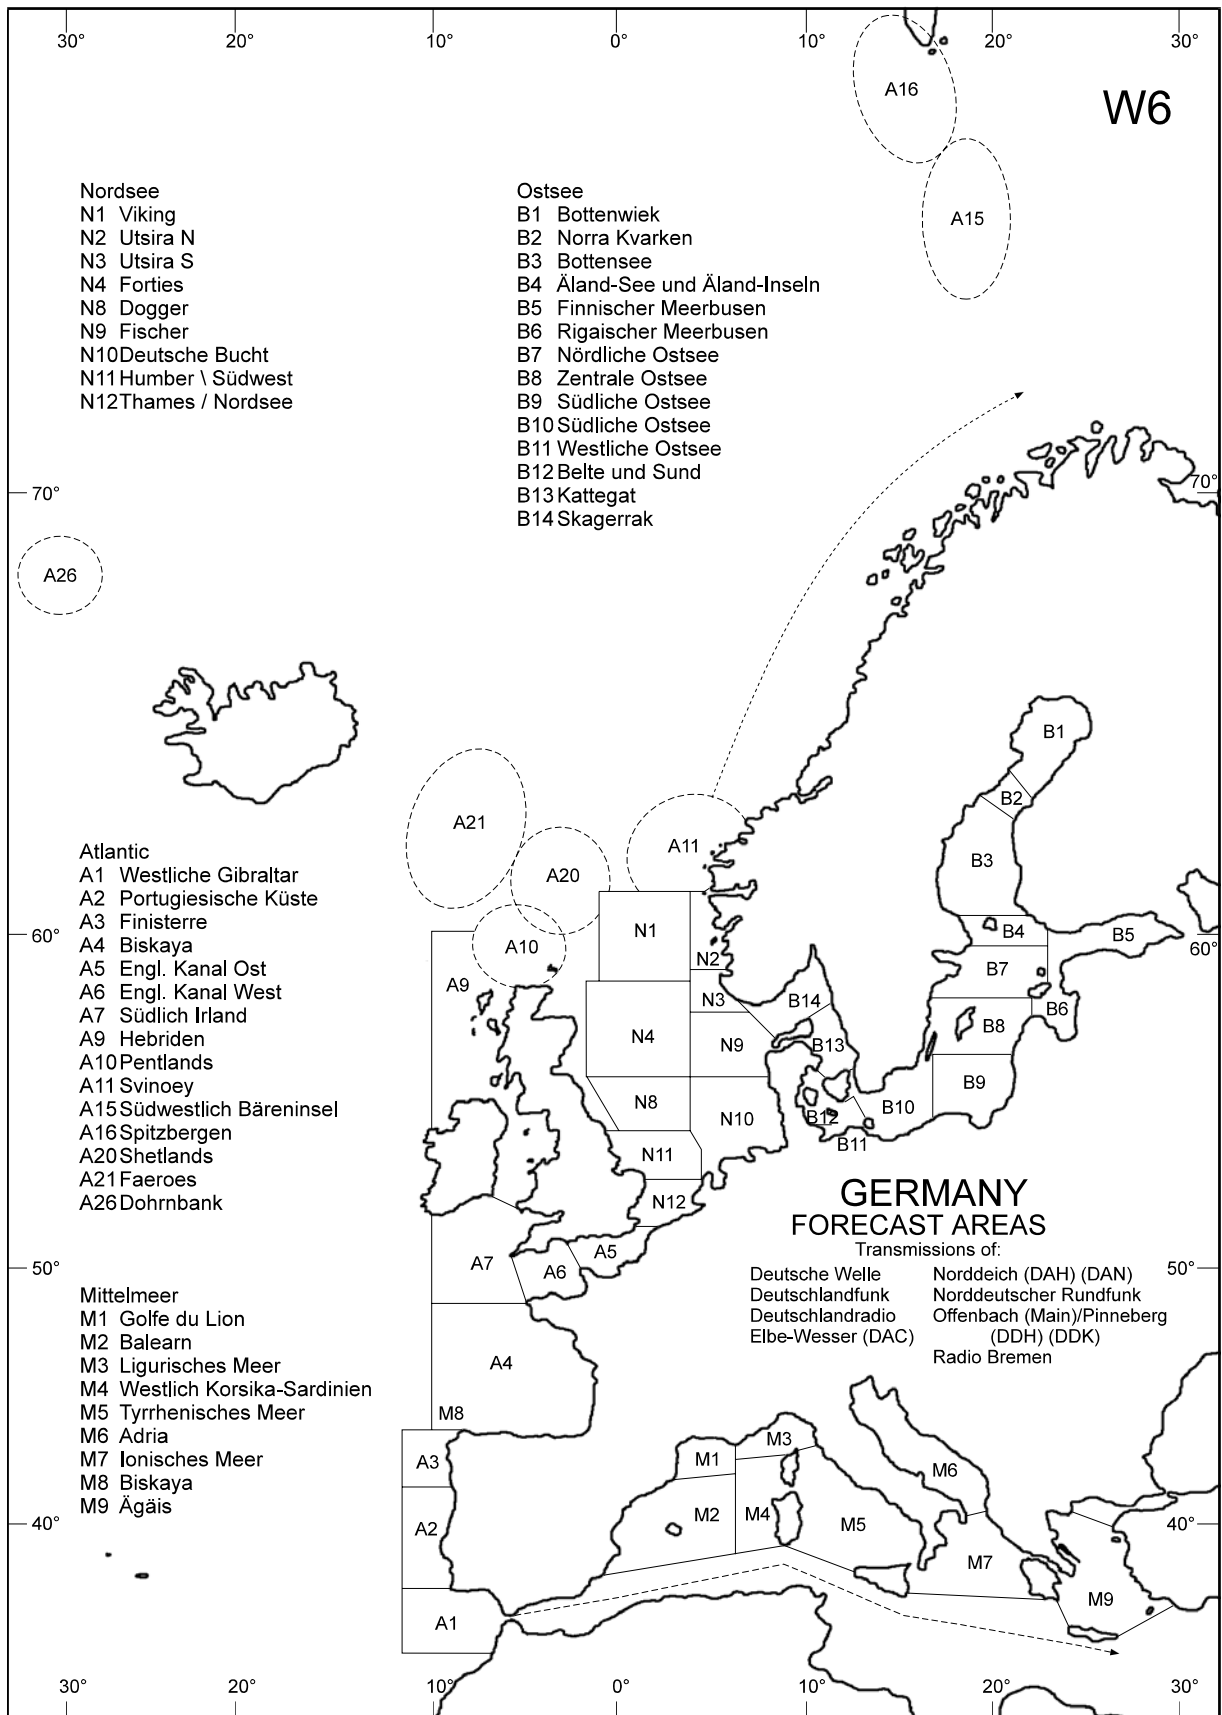 30°
20°
10°
0°
10°
20°
30°
W6
A16
A15
Nordsee
N1 Viking
N2 Utsira N
N3 Utsira S
N4 Forties
N8 Dogger
N9 Fischer
N10 Deutsche Bucht
N11 Humber \ Südwest
N12 Thames / Nordsee
Ostsee
B1 Bottenwiek
B2 Norra Kvarken
B3 Bottensee
B4 Äland-See und Äland-Inseln
B5 Finnischer Meerbusen
B6 Rigaischer Meerbusen
B7 Nördliche Ostsee
B8 Zentrale Ostsee
B9 Südliche Ostsee
B10 Südliche Ostsee
B11 Westliche Ostsee
B12 Belte und Sund
B13 Kattegat
B14 Skagerrak
70°
70°
A26
B1
B2
A21
A11
B3
A20
Atlantic
A1 Westliche Gibraltar
A2 Portugiesische Küste
A3 Finisterre
A4 Biskaya
A5 Engl. Kanal Ost
A6 Engl. Kanal West
A7 Südlich Irland
A9 Hebriden
A10 Pentlands
A11 Svinoey
A15 Südwestlich Bäreninsel
A16 Spitzbergen
A20 Shetlands
A21 Faeroes
A26 Dohrnbank
60°
60°
A10
N1
B4
B5
N2
B7
A9
N3
B14
B6
B8
N4
N9
B13
B9
N8
N10
B12
B10
B11
N11
N12
GERMANY
FORECAST AREAS
Transmissions of:
Deutsche Welle
Deutschlandfunk
Deutschlandradio
Elbe-Wesser (DAC)
Norddeich (DAH) (DAN)
Norddeutscher Rundfunk
Offenbach (Main)/Pinneberg
(DDH) (DDK)
Radio Bremen
A5
A7
A6
50°
50°
Mittelmeer
M1 Golfe du Lion
M2 Balearn
M3 Ligurisches Meer
M4 Westlich Korsika-Sardinien
M5 Tyrrhenisches Meer
M6 Adria
M7 Ionisches Meer
M8 Biskaya
M9 Ägäis
A4
M8
A3
M1
M3
M6
A2
M2
M4
M5
40°
40°
M7
M9
A1
30°
20°
10°
0°
10°
20°
30°